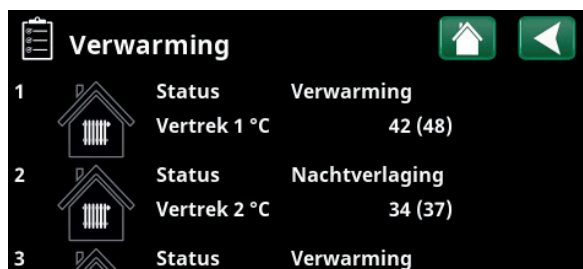 Verwarming
1 Status Verwarming
Vertrek 1 °C 42 (48)
2 Status Nachtverlaging
Vertrek 2 °C 34 (37)
3 Status Verwarming